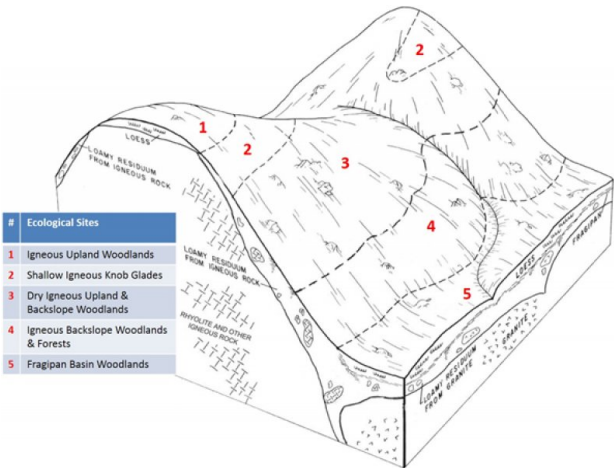 2
1
2
3
4
5
LOESS
LOAMY RESIDUUM
FROM IGNEOUS ROCK
LOAMY RESIDUUM
FROM IGNEOUS ROCK
RHYOLITE AND OTHER
IGNEOUS ROCK
LOESS
FRAGIPAN
LOAMY RESIDUUM
FROM GRANITE
GRANITE
# Ecological Sites
1 Igneous Upland Woodlands
2 Shallow Igneous Knob Glades
3 Dry Igneous Upland &
Backslope Woodlands
4 Igneous Backslope Woodlands
& Forests
5 Fragipan Basin Woodlands